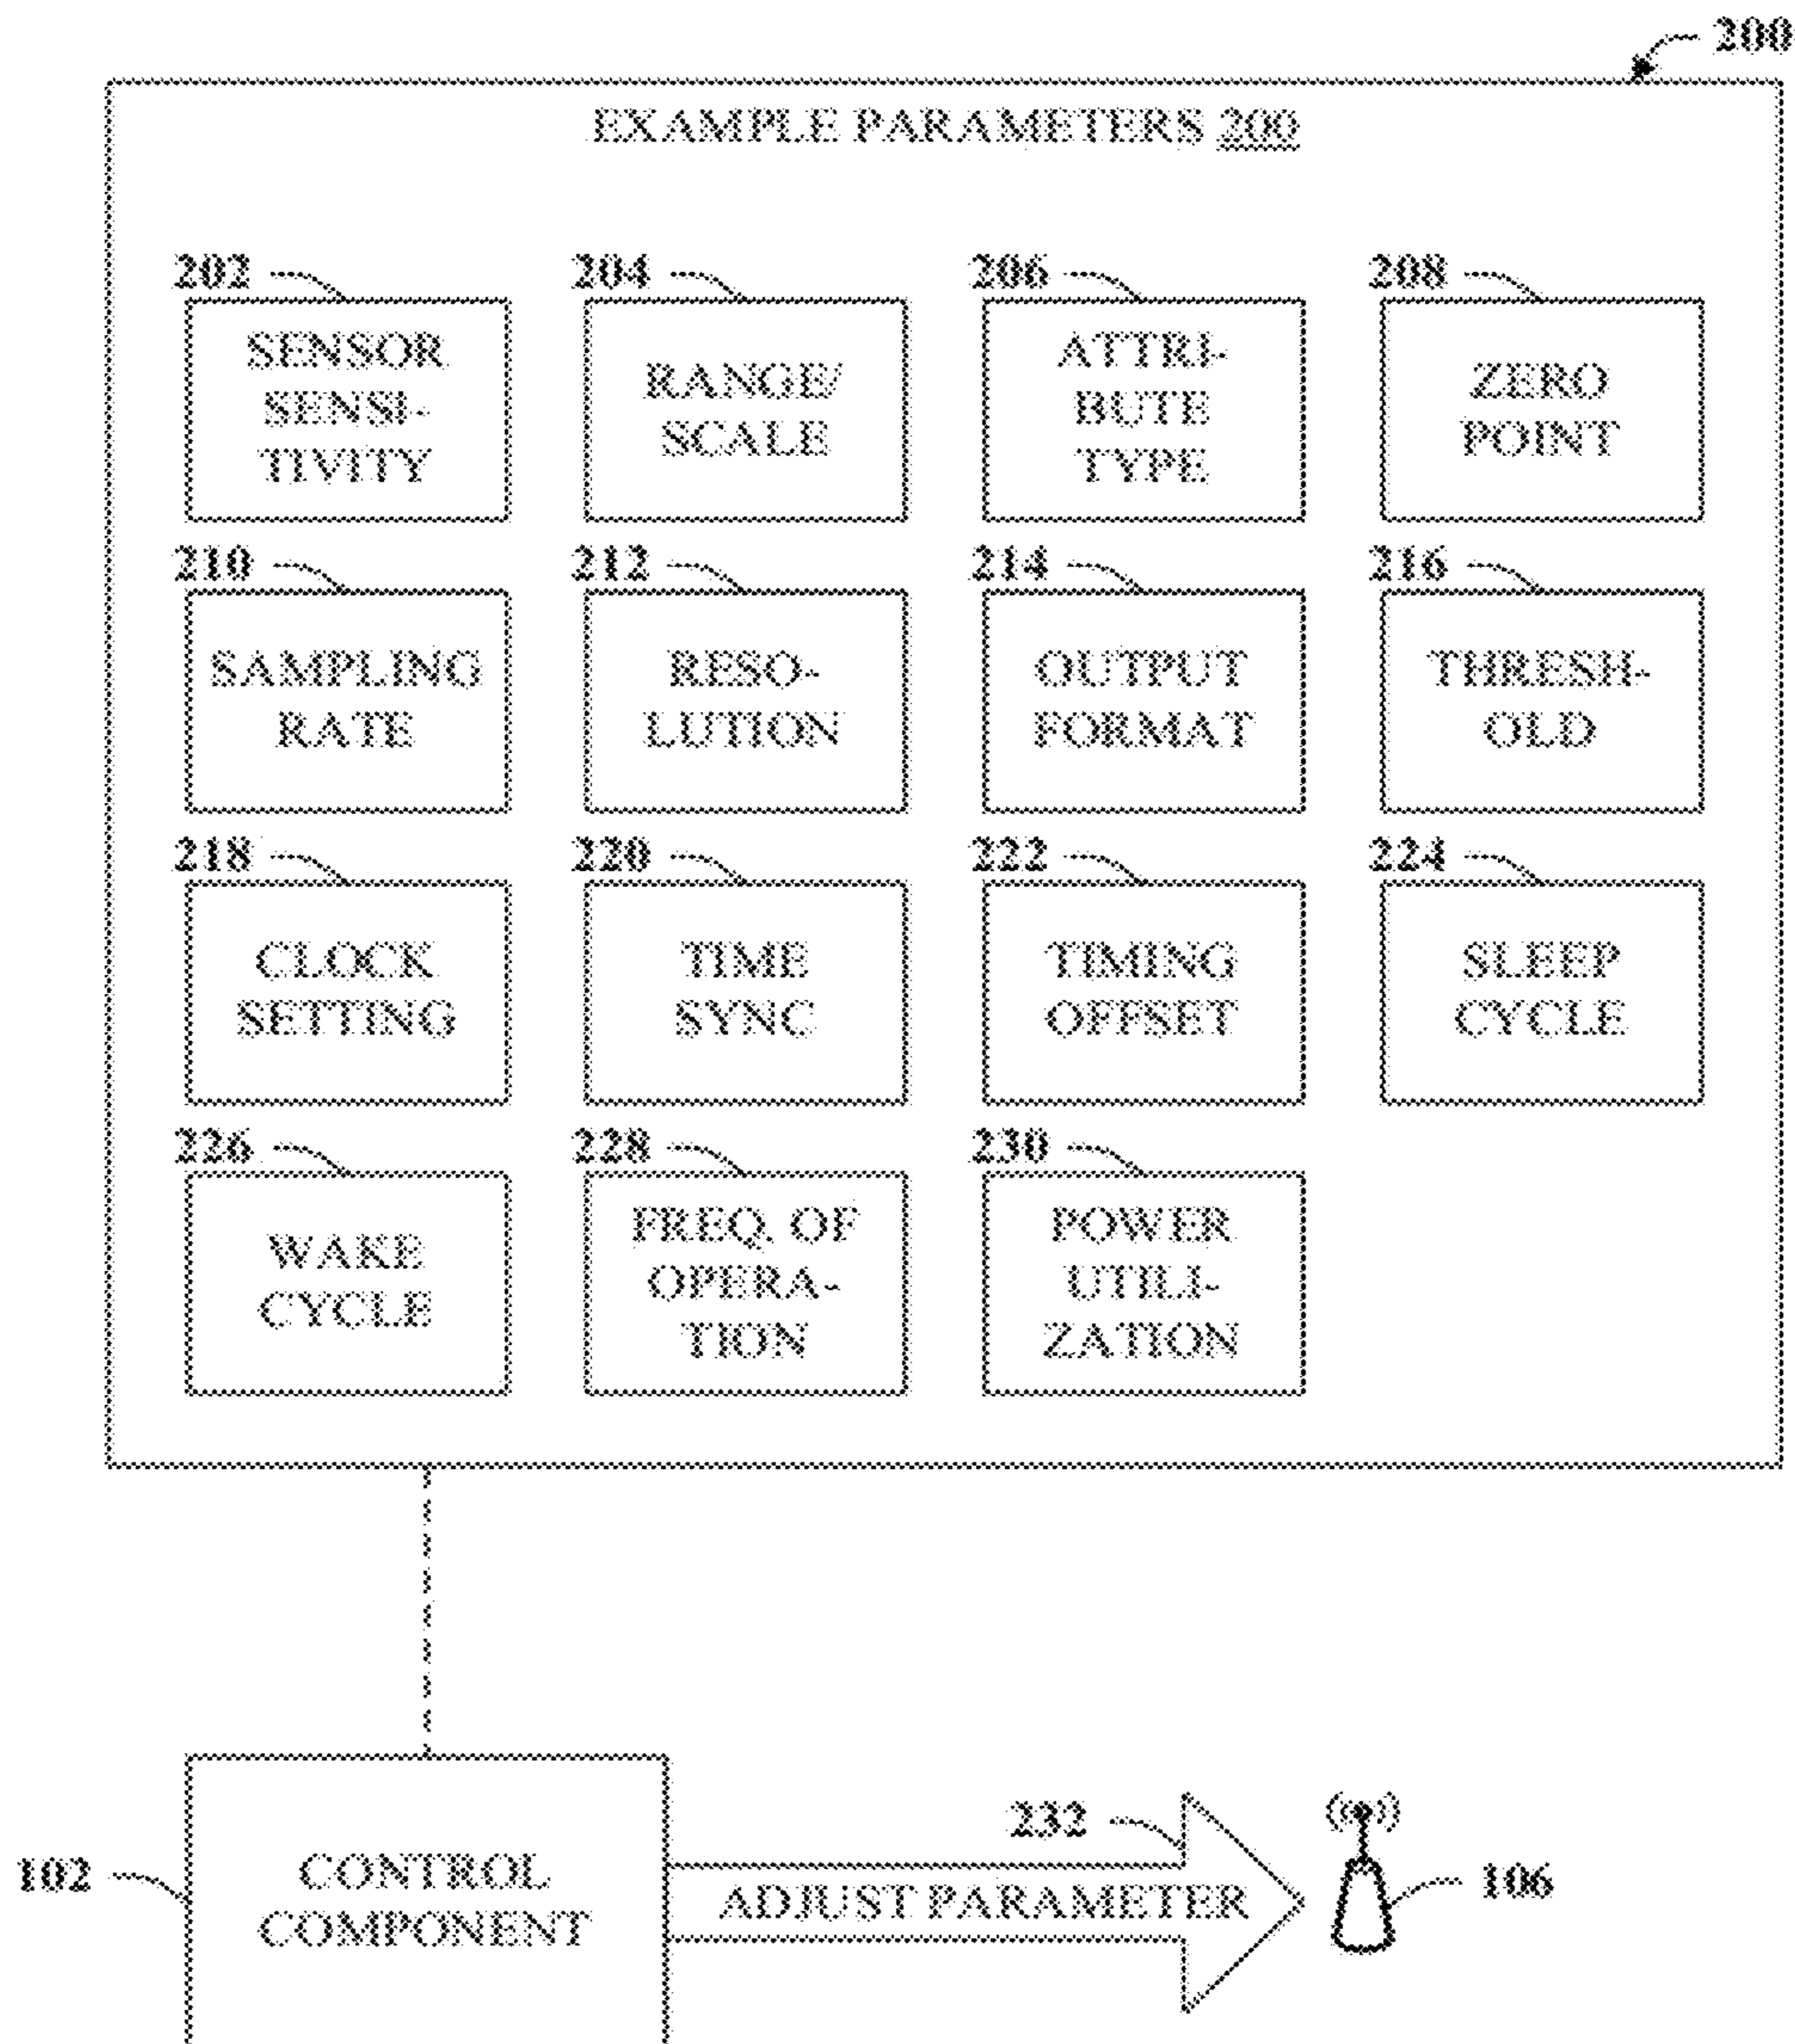 200
EXAMPLE PARAMETERS 200
202
SENSOR
SENSI-
TIVITY
204
RANGE/
SCALE
206
ATTRI-
BUTE
TYPE
208
ZERO
POINT
210
SAMPLING
RATE
212
RESO-
LUTION
214
OUTPUT
FORMAT
216
THRESH-
OLD
218
CLOCK
SETTING
220
TIME
SYNC
222
TIMING
OFFSET
224
SLEEP
CYCLE
226
WAKE
CYCLE
228
FREQ. OF
OPERA-
TION
230
POWER
UTILI-
ZATION
102
CONTROL
COMPONENT
232
ADJUST PARAMETER
106